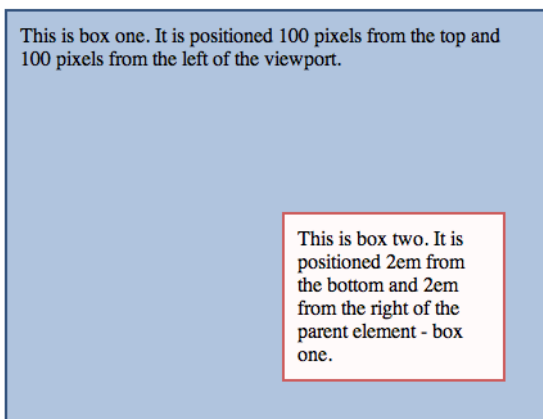 This is box one. It is positioned 100 pixels from the top and
100 pixels from the left of the viewport.
This is box two. It is
positioned 2em from
the bottom and 2em
from the right of the
parent element - box
one.